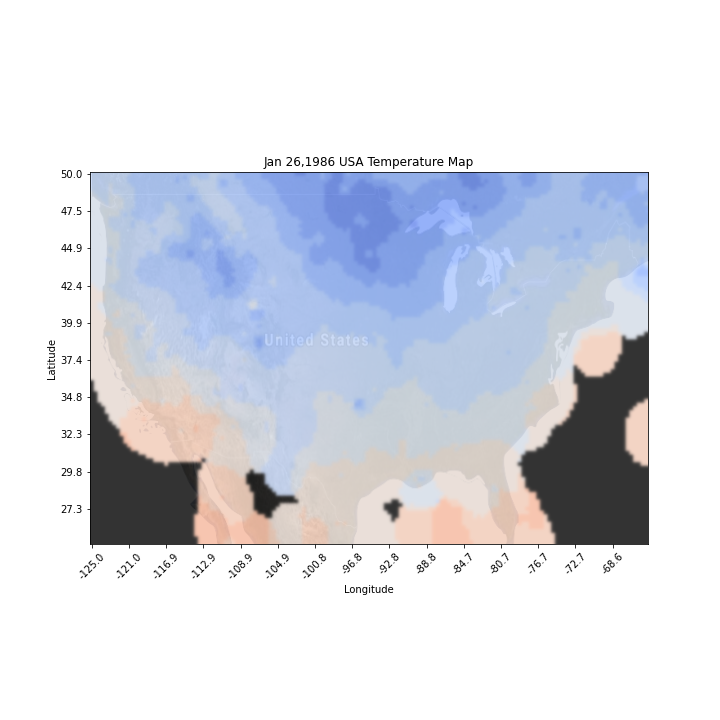 Jan 26,1986 USA Temperature Map
50.0
47.5
44.9
42.4
39.9
37.4
34.8
32.3
29.8
27.3
Latitude
United States
-125.0 -121.0 -116.9 -112.9 -108.9 -104.9 -100.8 -96.8 -92.8 -88.8 -84.7 -80.7 -76.7 -72.7 -68.6
Longitude